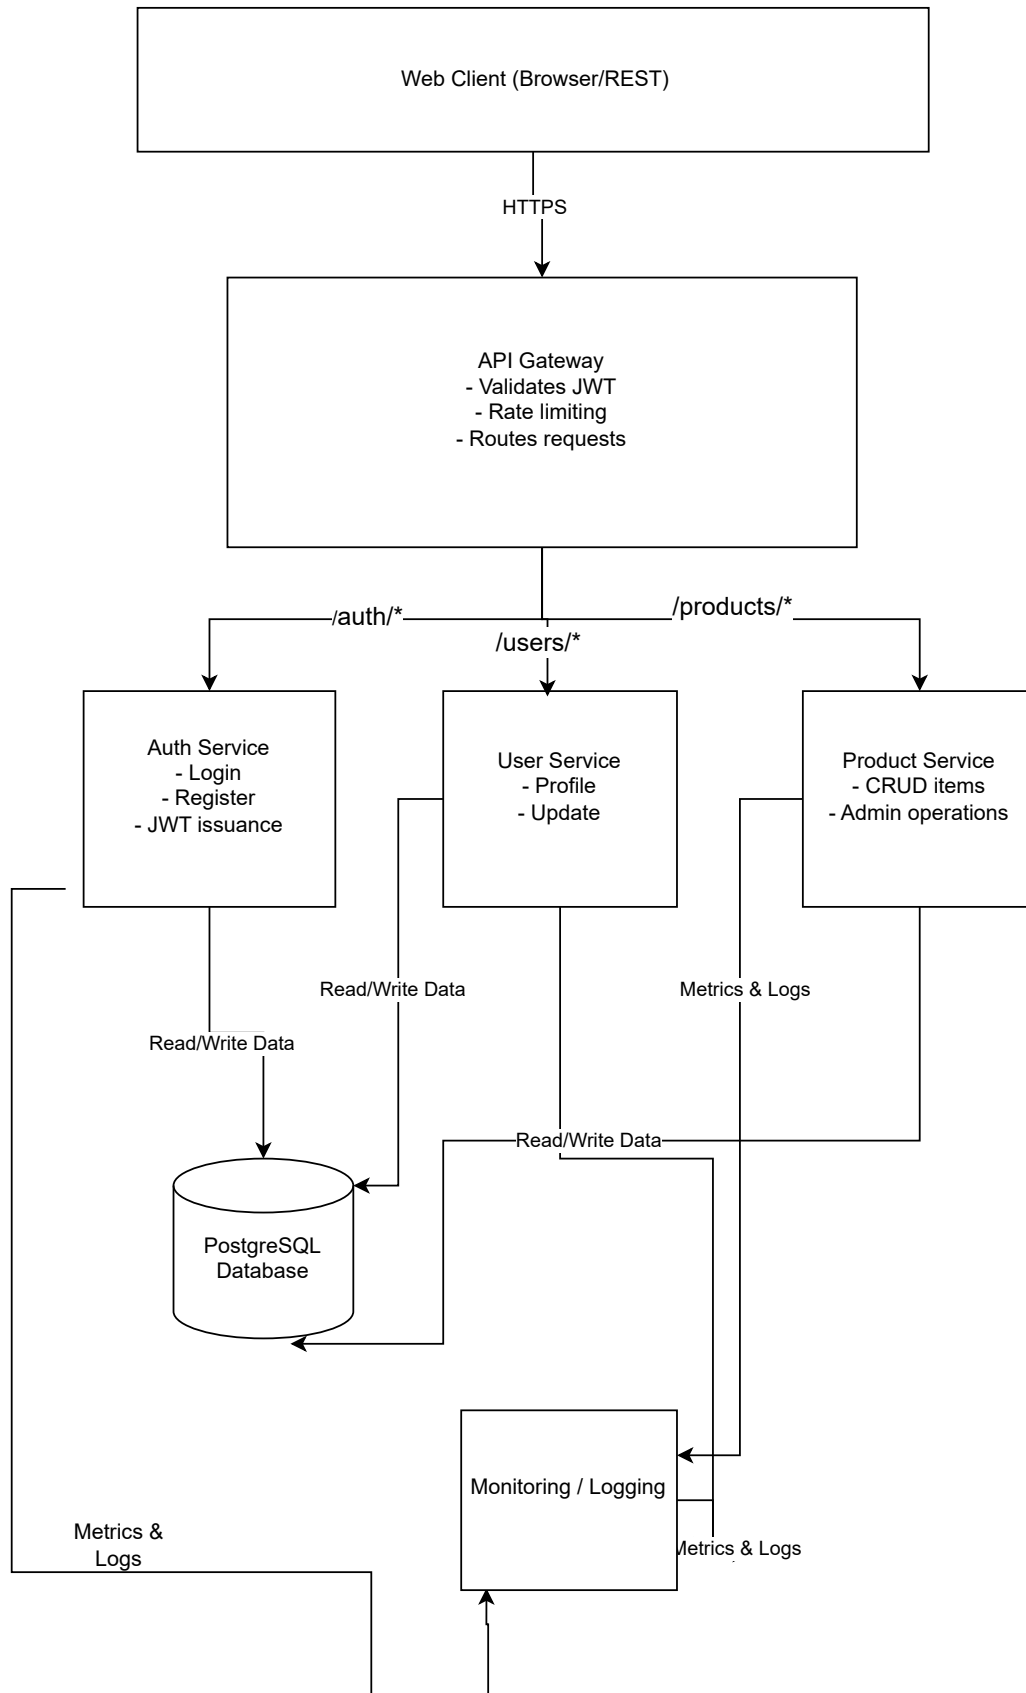 Web Client (Browser/REST)
HTTPS
API Gateway
- Validates JWT
- Rate limiting
- Routes requests
/auth/*
/users/*
/products/*
Auth Service
- Login
- Register
- JWT issuance
User Service
- Profile
- Update
Product Service
- CRUD items
- Admin operations
Read/Write Data
Metrics & Logs
Read/Write Data
Read/Write Data
PostgreSQL
Database
Monitoring / Logging
Metrics &
Logs
Metrics & Logs